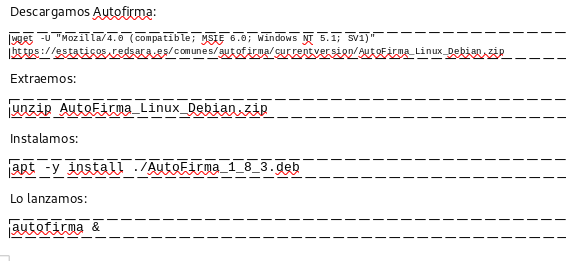 Descargamos Autofirma:
wget -U "Mozilla/4.0 (compatible; MSIE 6.0; Windows NT 5.1; SV1)"
https://estaticos.redsara.es/comunes/autofirma/currentversion/AutoFirma_Linux_Debian.zip
Extraemos:
unzip AutoFirma_Linux_Debian.zip
Instalamos:
apt -y install ./AutoFirma_1_8_3.deb
Lo lanzamos:
autofirma &